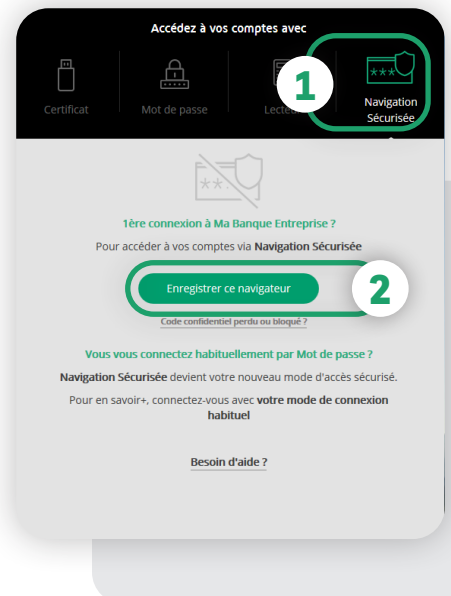 Accédez à vos comptes avec
1
Certificat
Mot de passe
Navigation
Sécurisée
1ère connexion à Ma Banque Entreprise ?
Pour accéder à vos comptes via Navigation Sécurisée
Enregistrer ce navigateur
2
Code confidentiel perdu ou bloqué ?
Vous vous connectez habituellement par Mot de passe ?
Navigation Sécurisée devient votre nouveau mode d'accès sécurisé.
Pour en savoir+, connectez-vous avec votre mode de connexion
habituel
Besoin d'aide ?